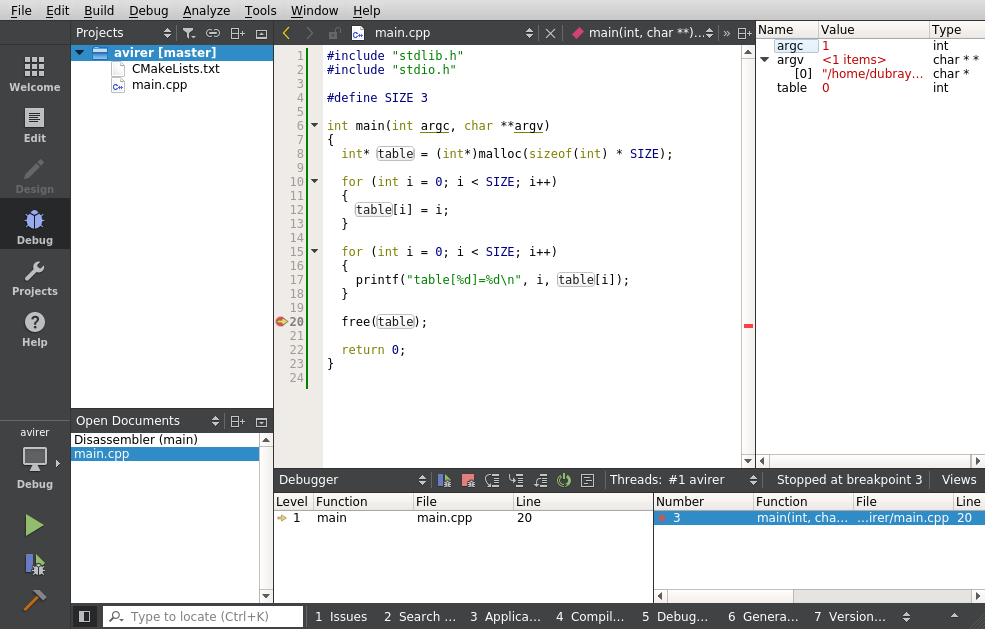 File Edit Build Debug Analyze Tools Window Help
Welcome
Edit
Design
Debug
Projects
Help
avirer
Debug
Projects
avirer [master]
CMakeLists.txt
main.cpp
Open Documents
Disassembler (main)
main.cpp
main.cpp main(int, char **)... »
1 #include "stdlib.h"
2 #include "stdio.h"
3
4 #define SIZE 3
5
6 int main(int argc, char **argv)
7 {
8 int* table = (int*)malloc(sizeof(int) * SIZE);
9
10 for (int i = 0; i < SIZE; i++)
11 {
12 table[i] = i;
13 }
14
15 for (int i = 0; i < SIZE; i++)
16 {
17 printf("table[%d]=%d\n", i, table[i]);
18 }
19
20 free(table);
21
22 return 0;
23 }
24
Name Value Type
argc 1 int
argv <1 items> char * *
[0] "/home/dubray... char *
table 0 int
Debugger Threads: #1 avirer Stopped at breakpoint 3 Views
Level Function File Line
1 main main.cpp 20
Number Function File Line
3 main(int, cha... ...irer/main.cpp 20
Type to locate (Ctrl+K) 1 Issues 2 Search ... 3 Applica... 4 Compil... 5 Debug... 6 Genera... 7 Version...